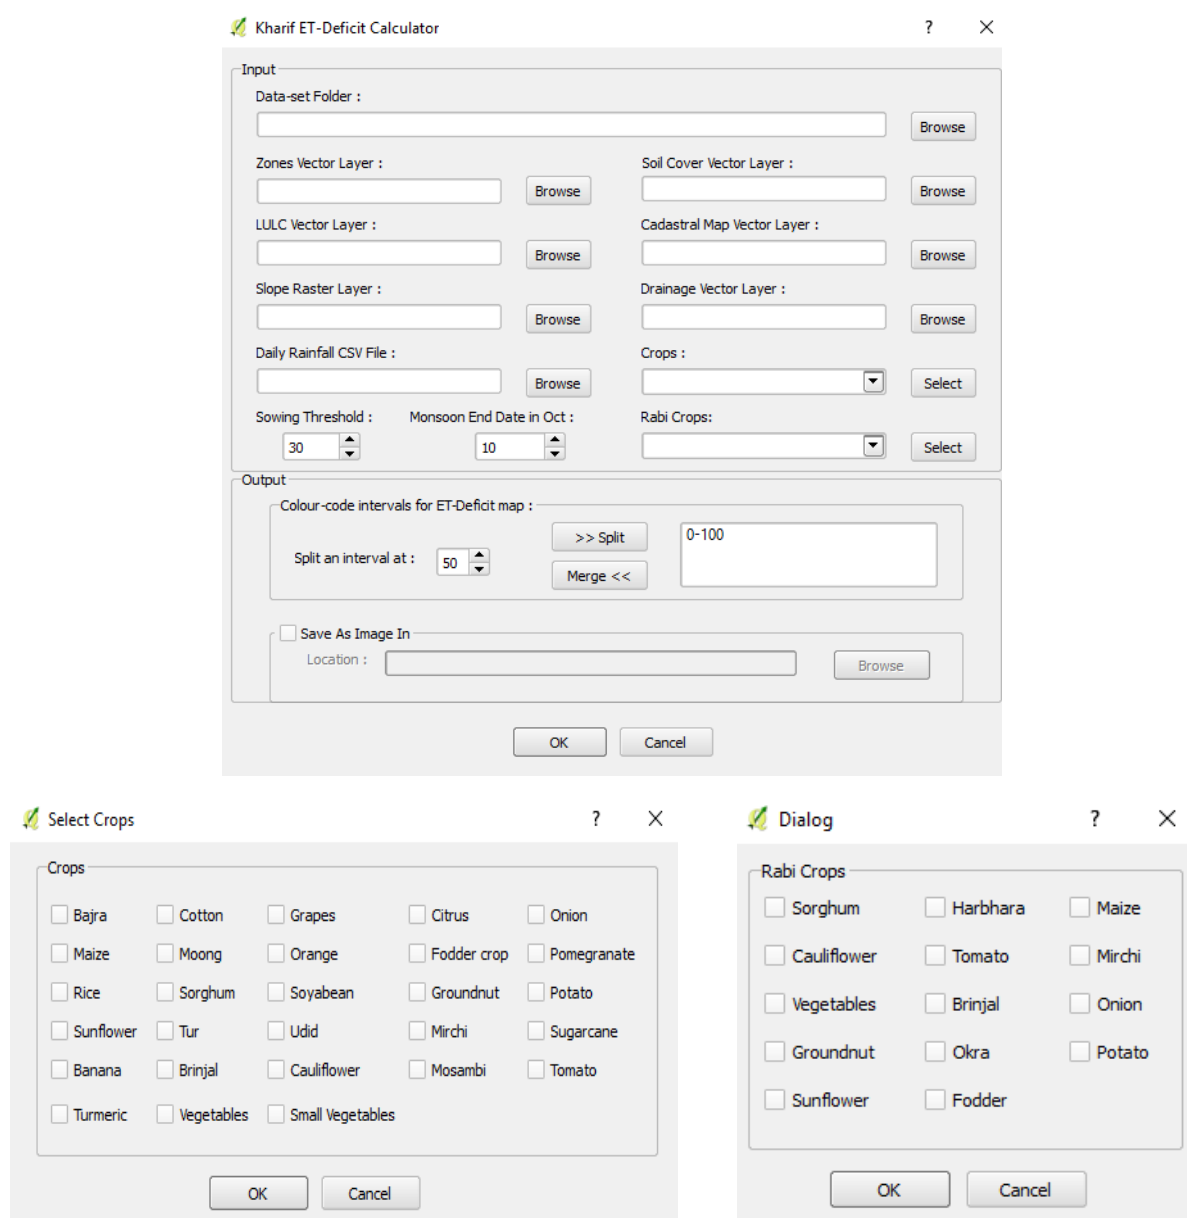 Kharif ET-Deficit Calculator ?
Input
Data-set Folder :
Browse
Zones Vector Layer : Soil Cover Vector Layer :
Browse Browse
LULC Vector Layer : Cadastral Map Vector Layer :
Browse Browse
Slope Raster Layer : Drainage Vector Layer :
Browse Browse
Daily Rainfall CSV File : Crops :
Browse Select
Sowing Threshold : Monsoon End Date in Oct : Rabi Crops:
30 10 Select
Output
Colour-code intervals for ET-Deficit map :
>> Split 0-100
Split an interval at : 50
Merge <<
Save As Image In
Location : Browse
OK Cancel
Select Crops ?
Crops
Bajra Cotton Grapes Citrus Onion
Maize Moong Orange Fodder crop Pomegranate
Rice Sorghum Soyabean Groundnut Potato
Sunflower Tur Udid Mirchi Sugarcane
Banana Brinjal Cauliflower Mosambi Tomato
Turmeric Vegetables Small Vegetables
OK Cancel
Dialog ?
Rabi Crops
Sorghum Harbhara Maize
Cauliflower Tomato Mirchi
Vegetables Brinjal Onion
Groundnut Okra Potato
Sunflower Fodder
OK Cancel